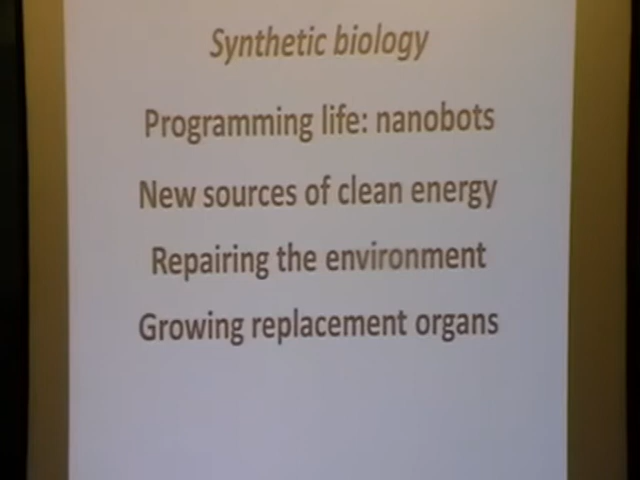 Synthetic biology
Programming life: nanobots
New sources of clean energy
Repairing the environment
Growing replacement organs